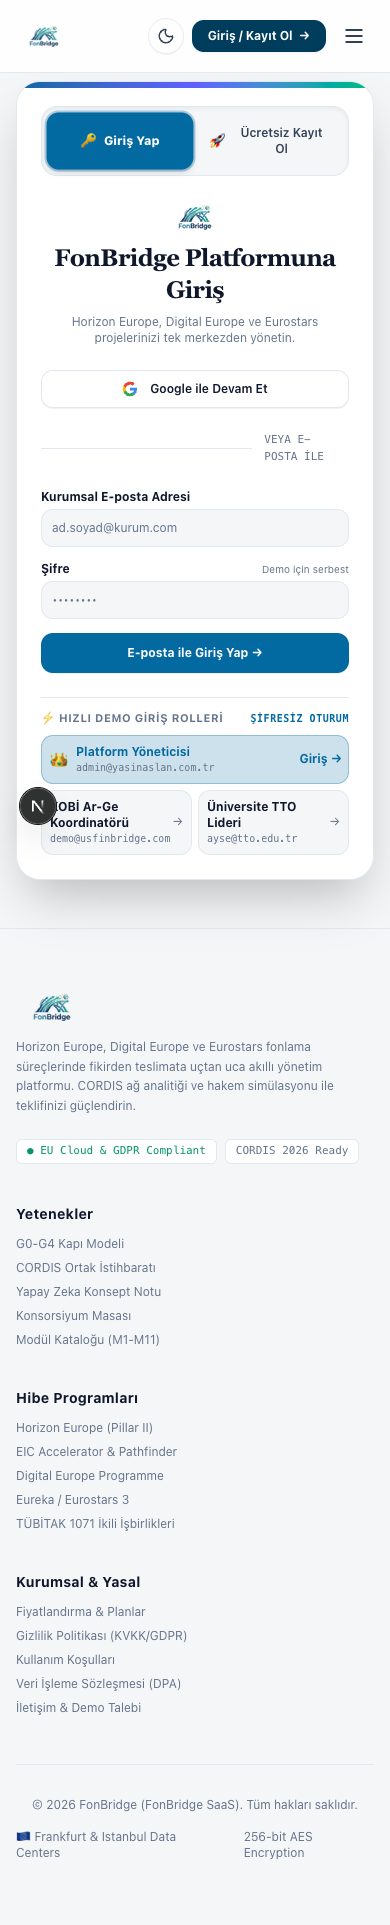 FonBridge
Giriş / Kayıt Ol →
🔑 Giriş Yap
🚀 Ücretsiz Kayıt
Ol
FonBridge
FonBridge Platformuna
Giriş
Horizon Europe, Digital Europe ve Eurostars
projelerinizi tek merkezden yönetin.
Google ile Devam Et
VEYA E-
POSTA İLE
Kurumsal E-posta Adresi
ad.soyad@kurum.com
Şifre
Demo için serbest
••••••••
E-posta ile Giriş Yap →
⚡ HIZLI DEMO GİRİŞ ROLLERİ
ŞİFRESİZ OTURUM
Platform Yöneticisi
admin@yasinaslan.com.tr
Giriş →
N
KOBİ Ar-Ge
Koordinatörü
demo@usfinbridge.com
→
Üniversite TTO
Lideri
ayse@tto.edu.tr
→
FonBridge
Horizon Europe, Digital Europe ve Eurostars fonlama
süreçlerinde fikirden teslimata uçtan uca akıllı yönetim
platformu. CORDIS ağ analitiği ve hakem simülasyonu ile
teklifinizi güçlendirin.
● EU Cloud & GDPR Compliant
CORDIS 2026 Ready
Yetenekler
G0-G4 Kapı Modeli
CORDIS Ortak İstihbaratı
Yapay Zeka Konsept Notu
Konsorsiyum Masası
Modül Kataloğu (M1-M11)
Hibe Programları
Horizon Europe (Pillar II)
EIC Accelerator & Pathfinder
Digital Europe Programme
Eureka / Eurostars 3
TÜBİTAK 1071 İkili İşbirlikleri
Kurumsal & Yasal
Fiyatlandırma & Planlar
Gizlilik Politikası (KVKK/GDPR)
Kullanım Koşulları
Veri İşleme Sözleşmesi (DPA)
İletişim & Demo Talebi
© 2026 FonBridge (FonBridge SaaS). Tüm hakları saklıdır.
🇪🇺 Frankfurt & Istanbul Data
Centers
256-bit AES
Encryption